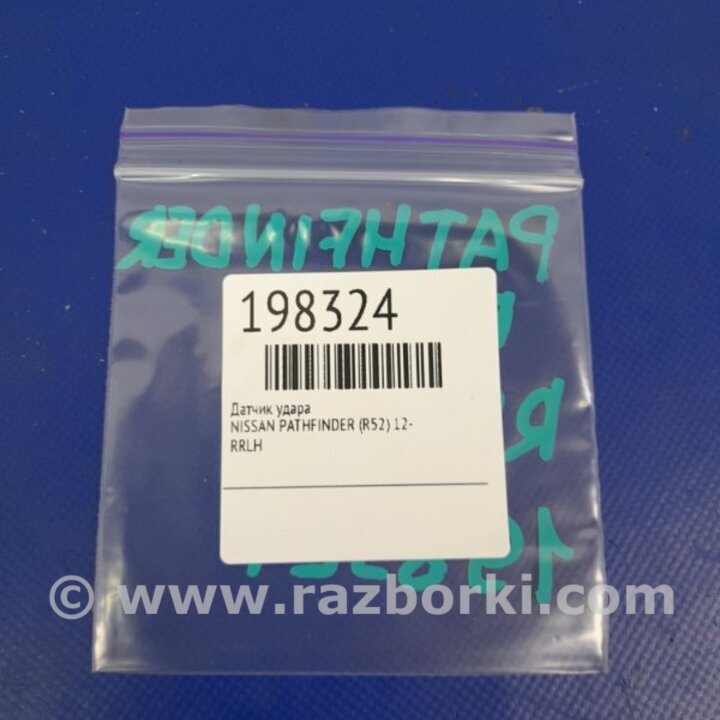 PATHFINDER
198324
Датчик удара
NISSAN PATHFINDER (R52) 12-
RRLH
© www.razborki.com